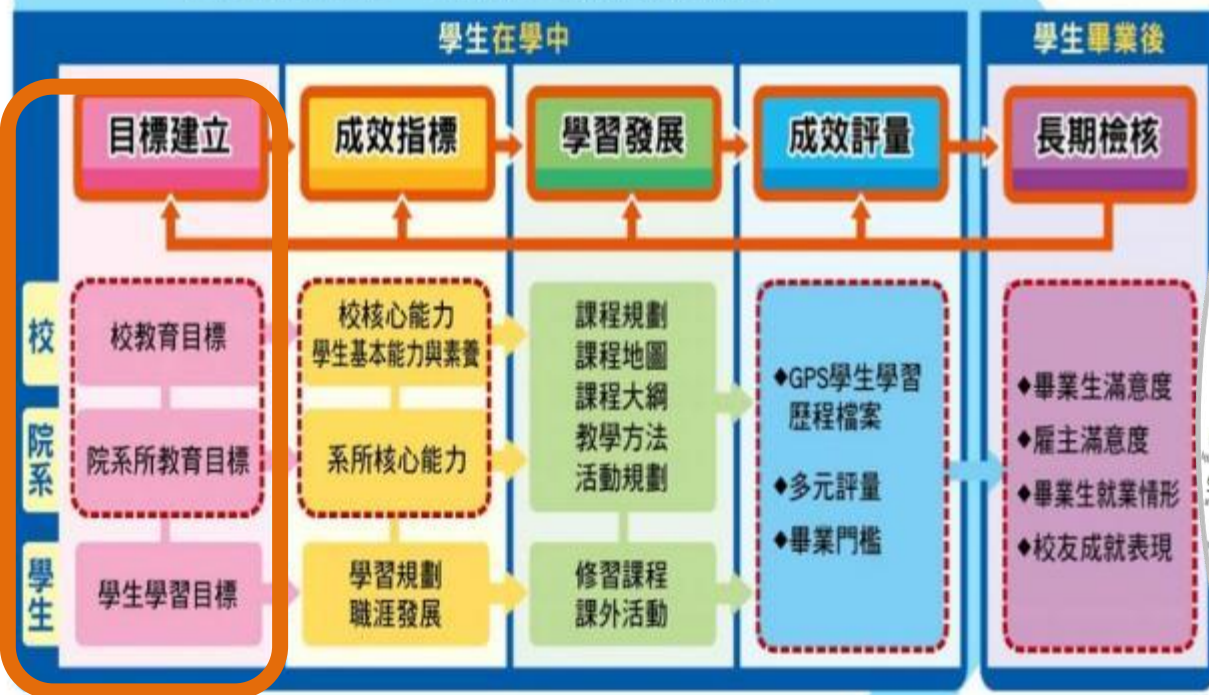 學生在學中
學生畢業後
目標建立
成效指標
學習發展
成效評量
長期檢核
校
院系
學生
校教育目標
院系所教育目標
學生學習目標
校核心能力
學生基本能力與素養
系所核心能力
學習規劃
職涯發展
課程規劃
課程地圖
課程大綱
教學方法
活動規劃
修習課程
課外活動
◆GPS學生學習
歷程檔案
◆多元評量
◆畢業門檻
◆畢業生滿意度
◆雇主滿意度
◆畢業生就業情形
◆校友成就表現